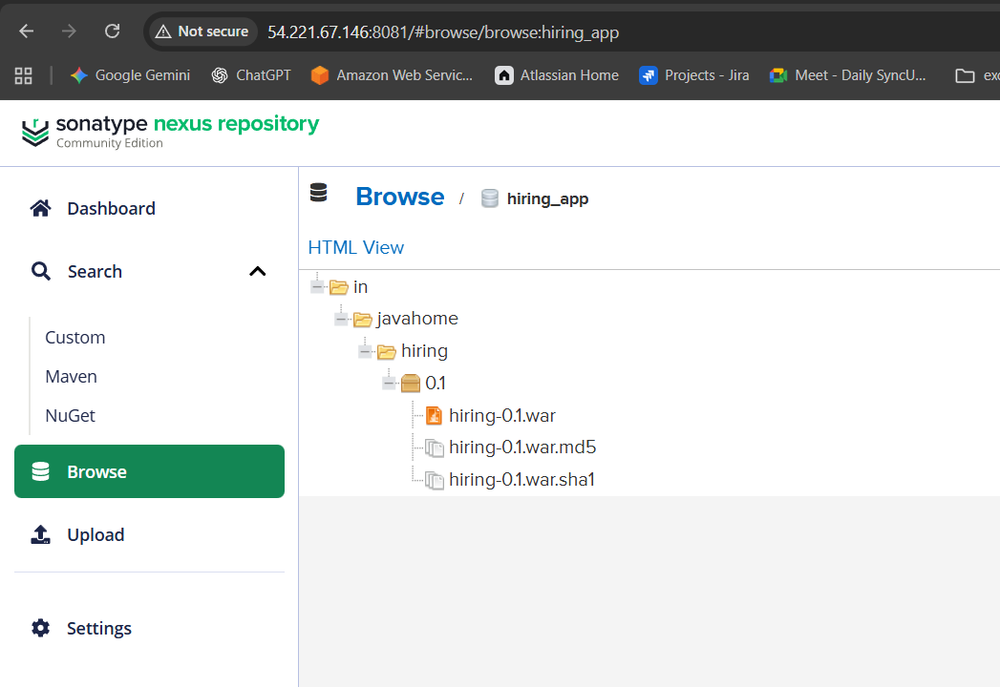 Not secure 54.221.67.146:8081/#browse/browse:hiring_app
Google Gemini ChatGPT Amazon Web Servic... Atlassian Home Projects - Jira Meet - Daily SyncU...
sonatype nexus repository
Community Edition
Dashboard
Search
Custom
Maven
NuGet
Browse
Upload
Settings
Browse / hiring_app
HTML View
in
javahome
hiring
0.1
hiring-0.1.war
hiring-0.1.war.md5
hiring-0.1.war.sha1